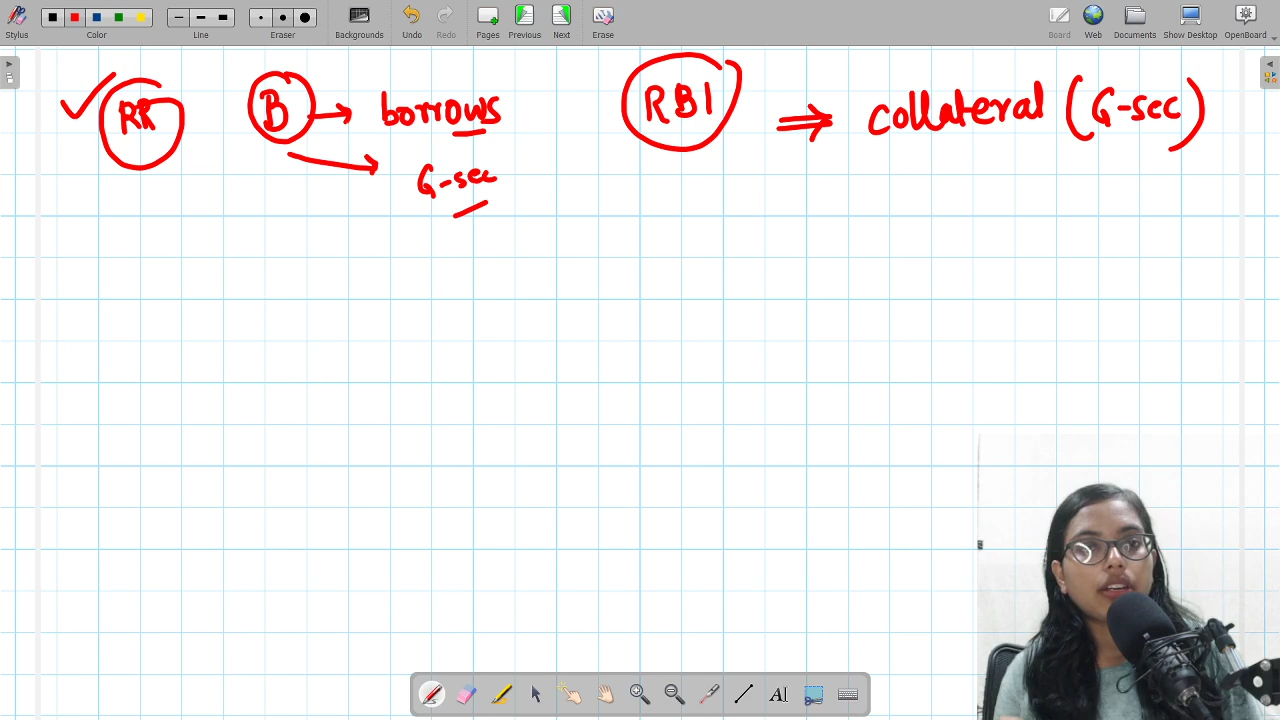 Stylus Color Line Eraser Backgrounds Undo Redo Pages Previous Next Erase Board Web Documents Show Desktop OpenBoard
RR B → borrows RBI ⇒ collateral (G-sec)
→ G-sec